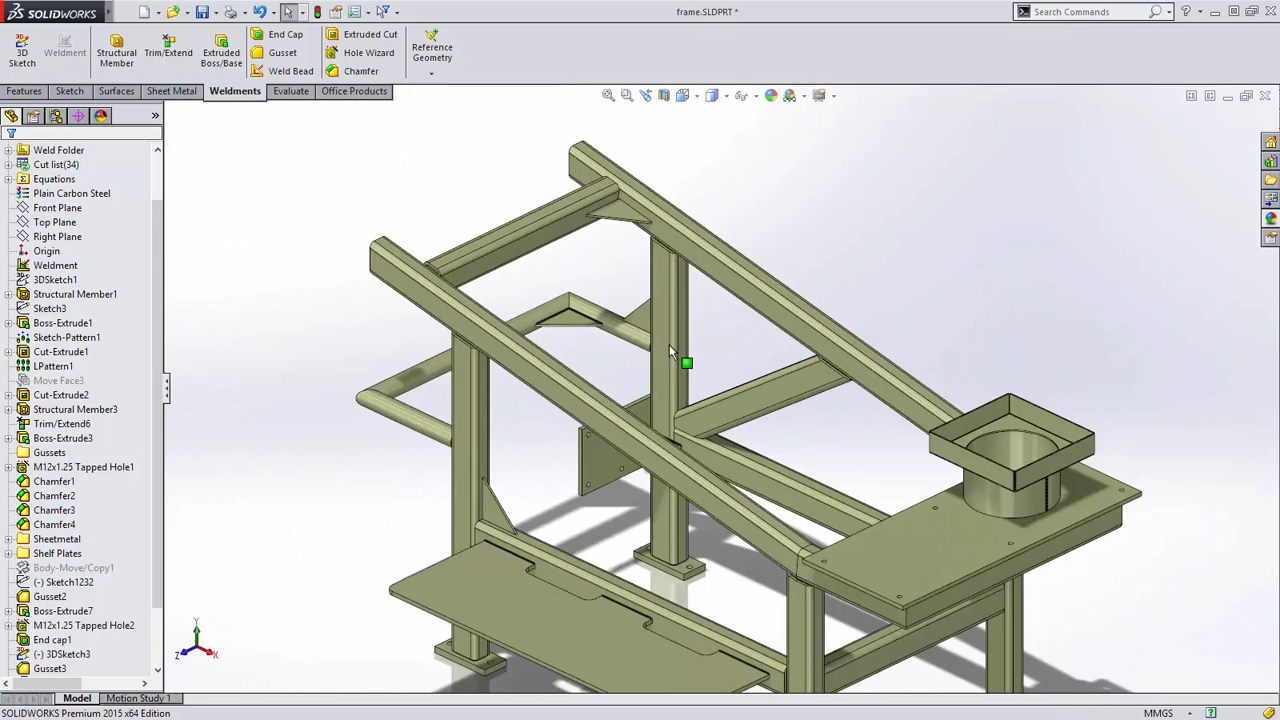 SOLIDWORKS
frame.SLDPRT *
Search Commands
3D Sketch
Weldment
Structural Member
Trim/Extend
Extruded Boss/Base
End Cap
Gusset
Weld Bead
Extruded Cut
Hole Wizard
Chamfer
Reference Geometry
Features
Sketch
Surfaces
Sheet Metal
Weldments
Evaluate
Office Products
Weld Folder
Cut list(34)
Equations
Plain Carbon Steel
Front Plane
Top Plane
Right Plane
Origin
Weldment
3DSketch1
Structural Member1
Sketch3
Boss-Extrude1
Sketch-Pattern1
Cut-Extrude1
LPattern1
Move Face3
Cut-Extrude2
Structural Member3
Trim/Extend6
Boss-Extrude3
Gussets
M12x1.25 Tapped Hole1
Chamfer1
Chamfer2
Chamfer3
Chamfer4
Sheetmetal
Shelf Plates
Body-Move/Copy1
(-) Sketch1232
Gusset2
Boss-Extrude7
M12x1.25 Tapped Hole2
End cap1
(-) 3DSketch3
Gusset3
Y
Z
X
Model
Motion Study 1
SOLIDWORKS Premium 2015 x64 Edition
MMGS